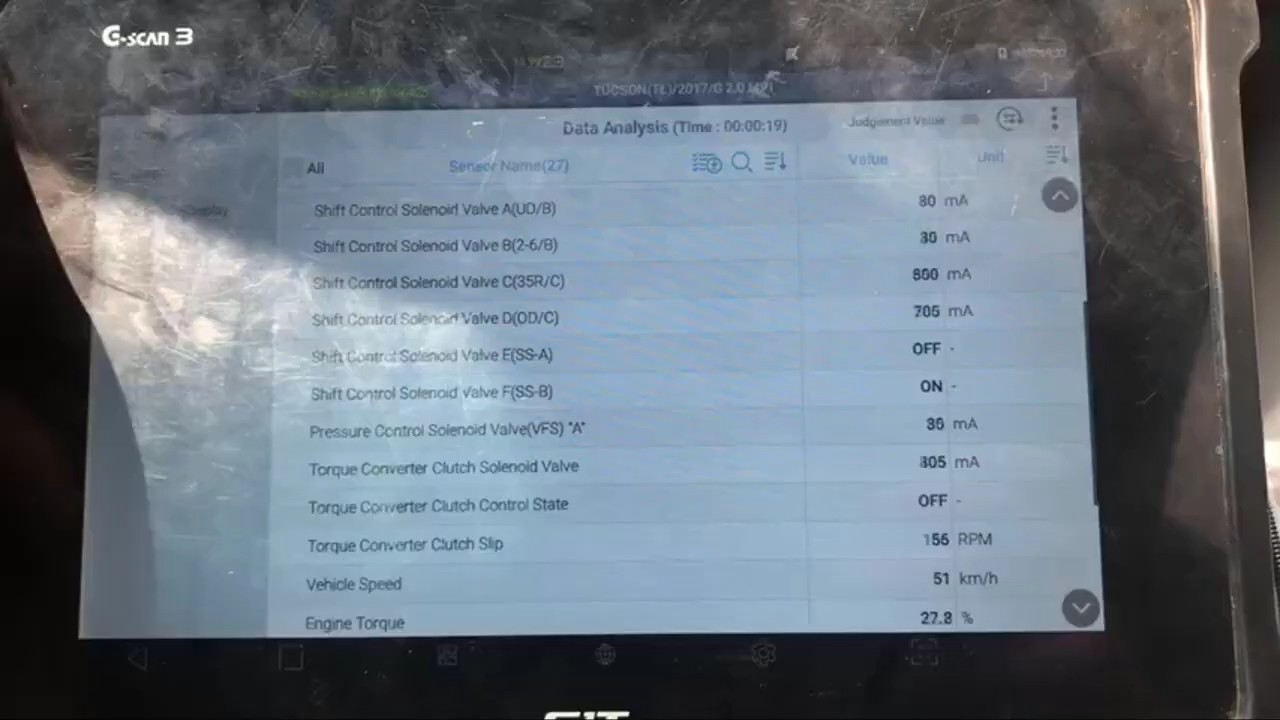 G-SCAN 3
TUCSON(TL)/2017/G 2.0 MPI
Data Analysis (Time : 00:00:19)
Judgement Value
All
Sensor Name(27)
Value
Unit
Shift Control Solenoid Valve A(UD/B)
80 mA
Shift Control Solenoid Valve B(2-6/B)
30 mA
Shift Control Solenoid Valve C(35R/C)
800 mA
Shift Control Solenoid Valve D(OD/C)
705 mA
Shift Control Solenoid Valve E(SS-A)
OFF -
Shift Control Solenoid Valve F(SS-B)
ON -
Pressure Control Solenoid Valve(VFS) "A"
mA
Torque Converter Clutch Solenoid Valve
mA
Torque Converter Clutch Control State
OFF -
Torque Converter Clutch Slip
156 RPM
Vehicle Speed
51 km/h
Engine Torque
27.3 %
GIT